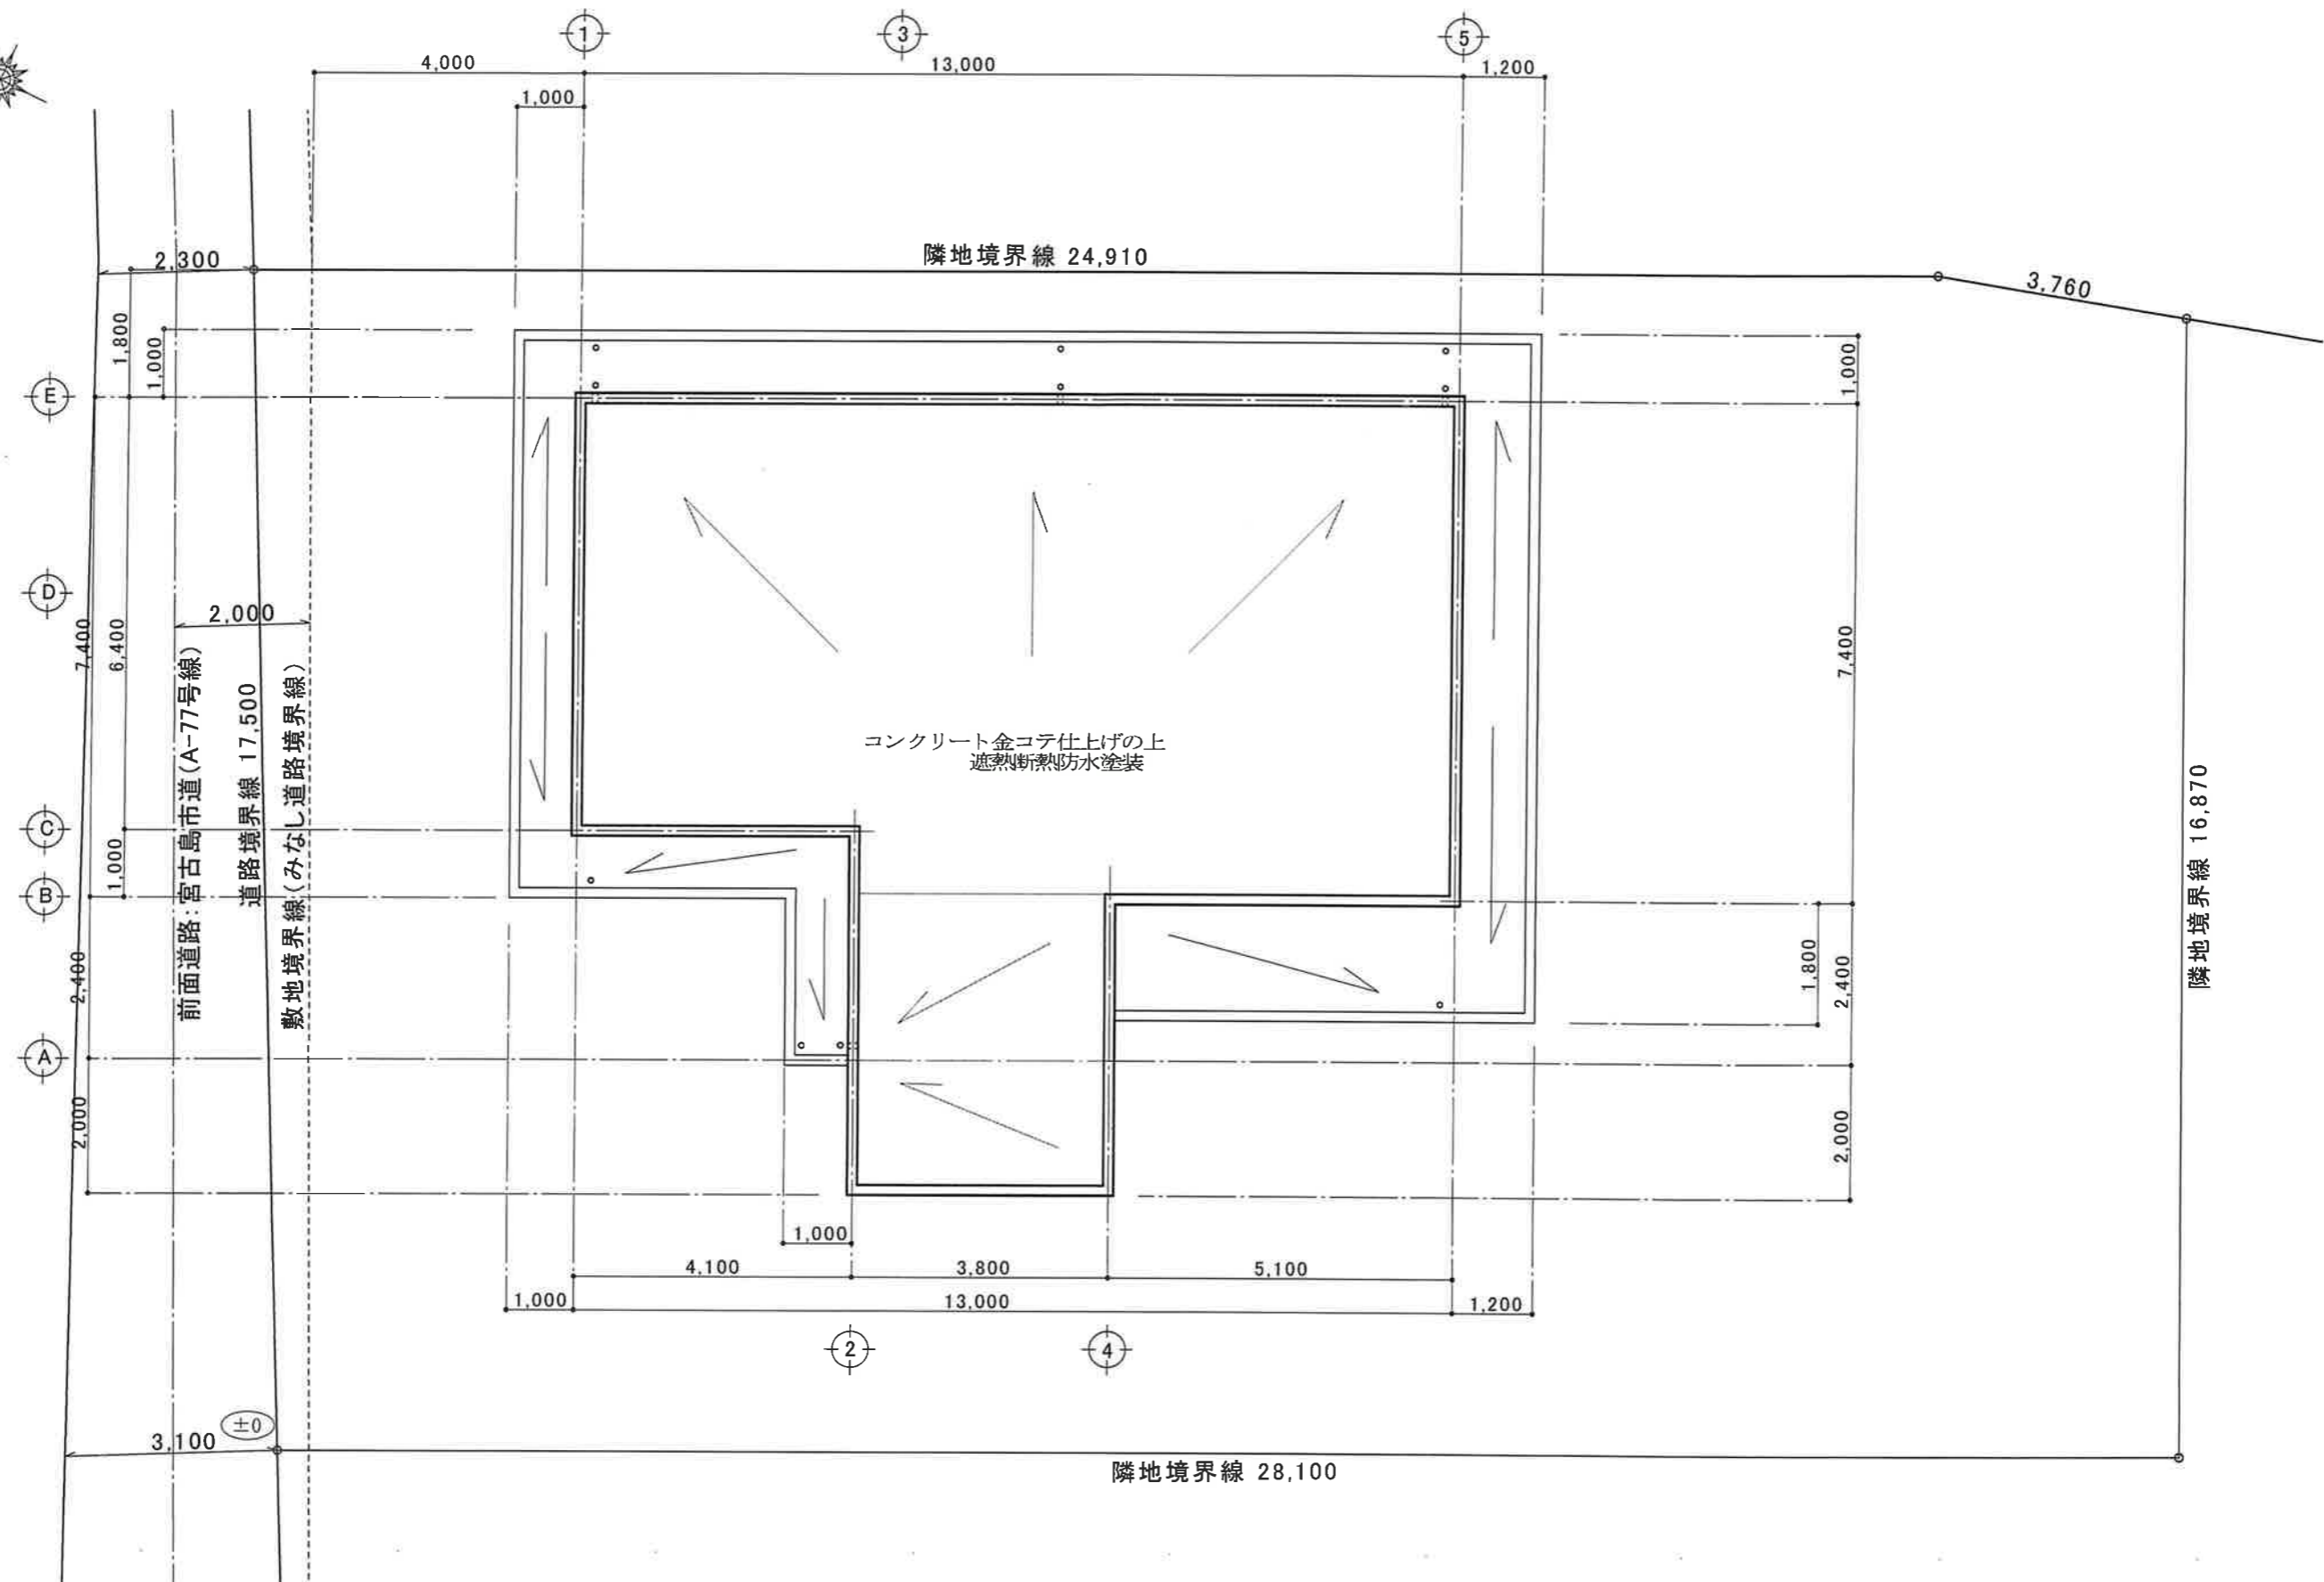 1
3
5
4,000
13,000
1,200
1,000
隣地境界線 24,910
2,300
3,760
1,800
1,000
1,000
E
D
2,000
7,400
6,400
7,400
前面道路:宮古島市道(A-77号線)
道路境界線 17,500
敷地境界線(みなし道路境界線)
コンクリート金コテ仕上げの上
遮熱断熱防水塗装
隣地境界線 16,870
C
1,000
B
2,400
1,800
2,400
A
2,000
2,000
1,000
4,100
3,800
5,100
1,000
13,000
1,200
2
4
±0
3,100
隣地境界線 28,100